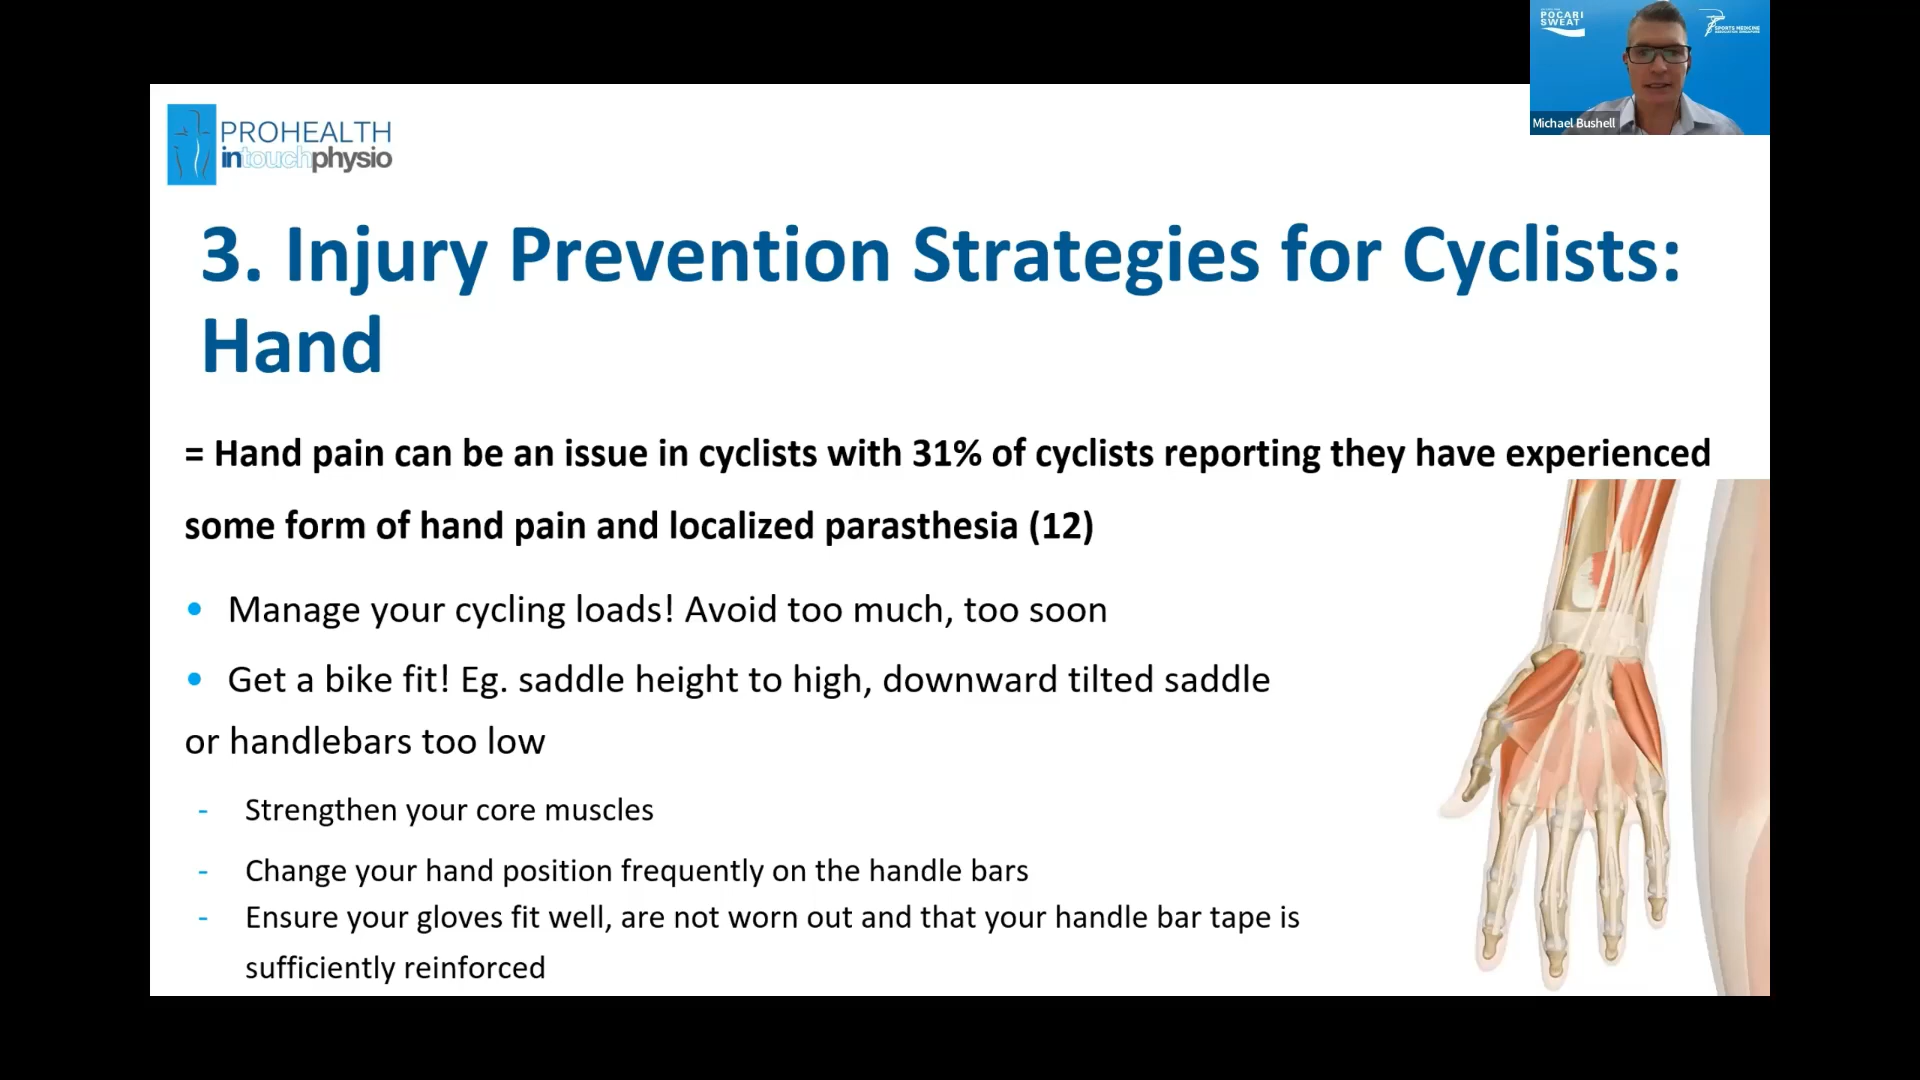 POCARI
SWEAT
SPORTS MEDICINE
ASSOCIATION SINGAPORE
Michael Bushell
PROHEALTH
intouchphysio
3. Injury Prevention Strategies for Cyclists:
Hand
= Hand pain can be an issue in cyclists with 31% of cyclists reporting they have experienced
some form of hand pain and localized parasthesia (12)
• Manage your cycling loads! Avoid too much, too soon
• Get a bike fit! Eg. saddle height to high, downward tilted saddle
or handlebars too low
- Strengthen your core muscles
- Change your hand position frequently on the handle bars
- Ensure your gloves fit well, are not worn out and that your handle bar tape is
sufficiently reinforced